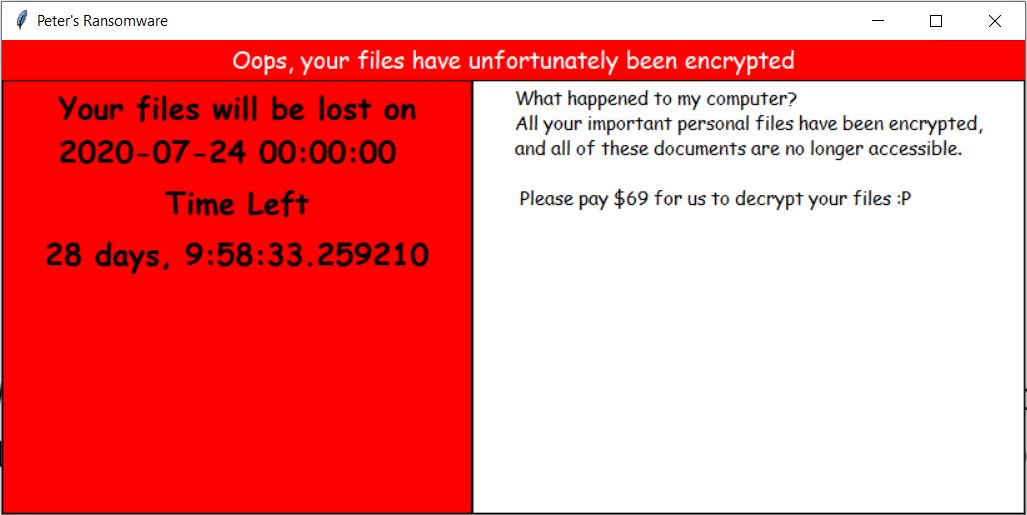 Peter's Ransomware
Oops, your files have unfortunately been encrypted
Your files will be lost on
2020-07-24 00:00:00
Time Left
28 days, 9:58:33.259210
What happened to my computer?
All your important personal files have been encrypted,
and all of these documents are no longer accessible.
Please pay $69 for us to decrypt your files :P